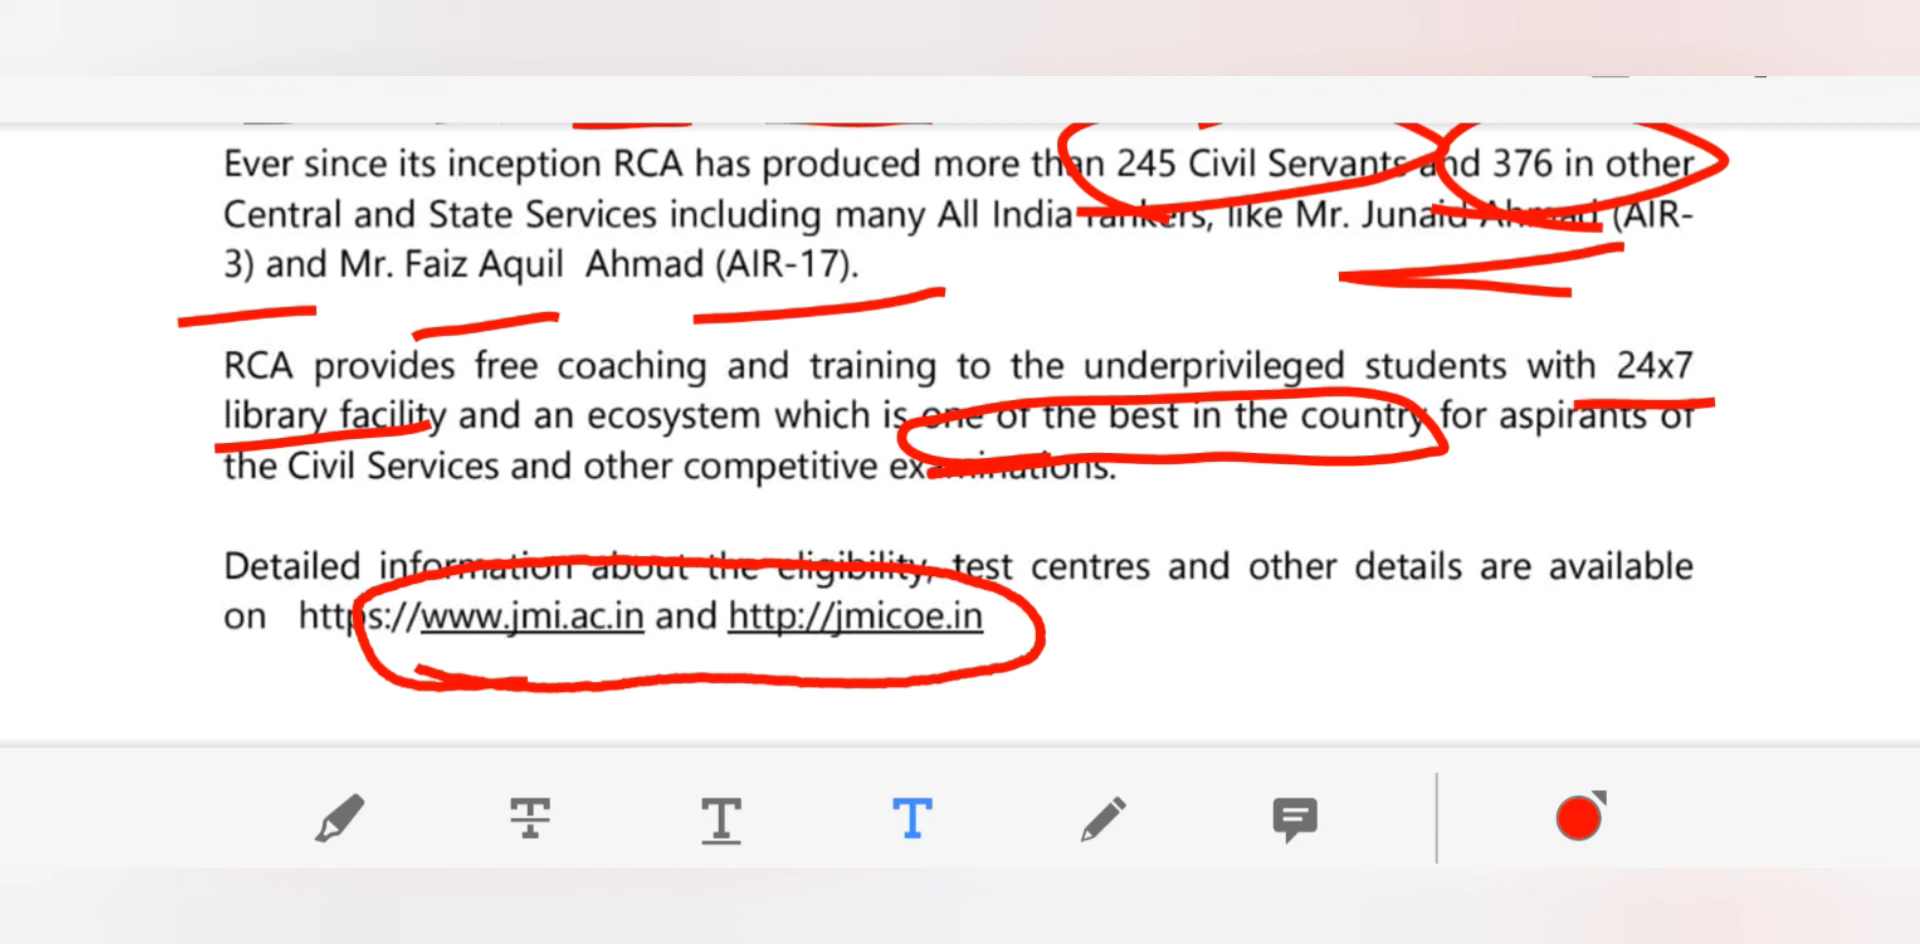 Ever since its inception RCA has produced more than 245 Civil Servants and 376 in other
Central and State Services including many All India rankers, like Mr. Junaid Ahmad (AIR-
3) and Mr. Faiz Aquil Ahmad (AIR-17).
RCA provides free coaching and training to the underprivileged students with 24x7
library facility and an ecosystem which is one of the best in the country for aspirants of
the Civil Services and other competitive examinations.
Detailed information about the eligibility, test centres and other details are available
on https://www.jmi.ac.in and http://jmicoe.in